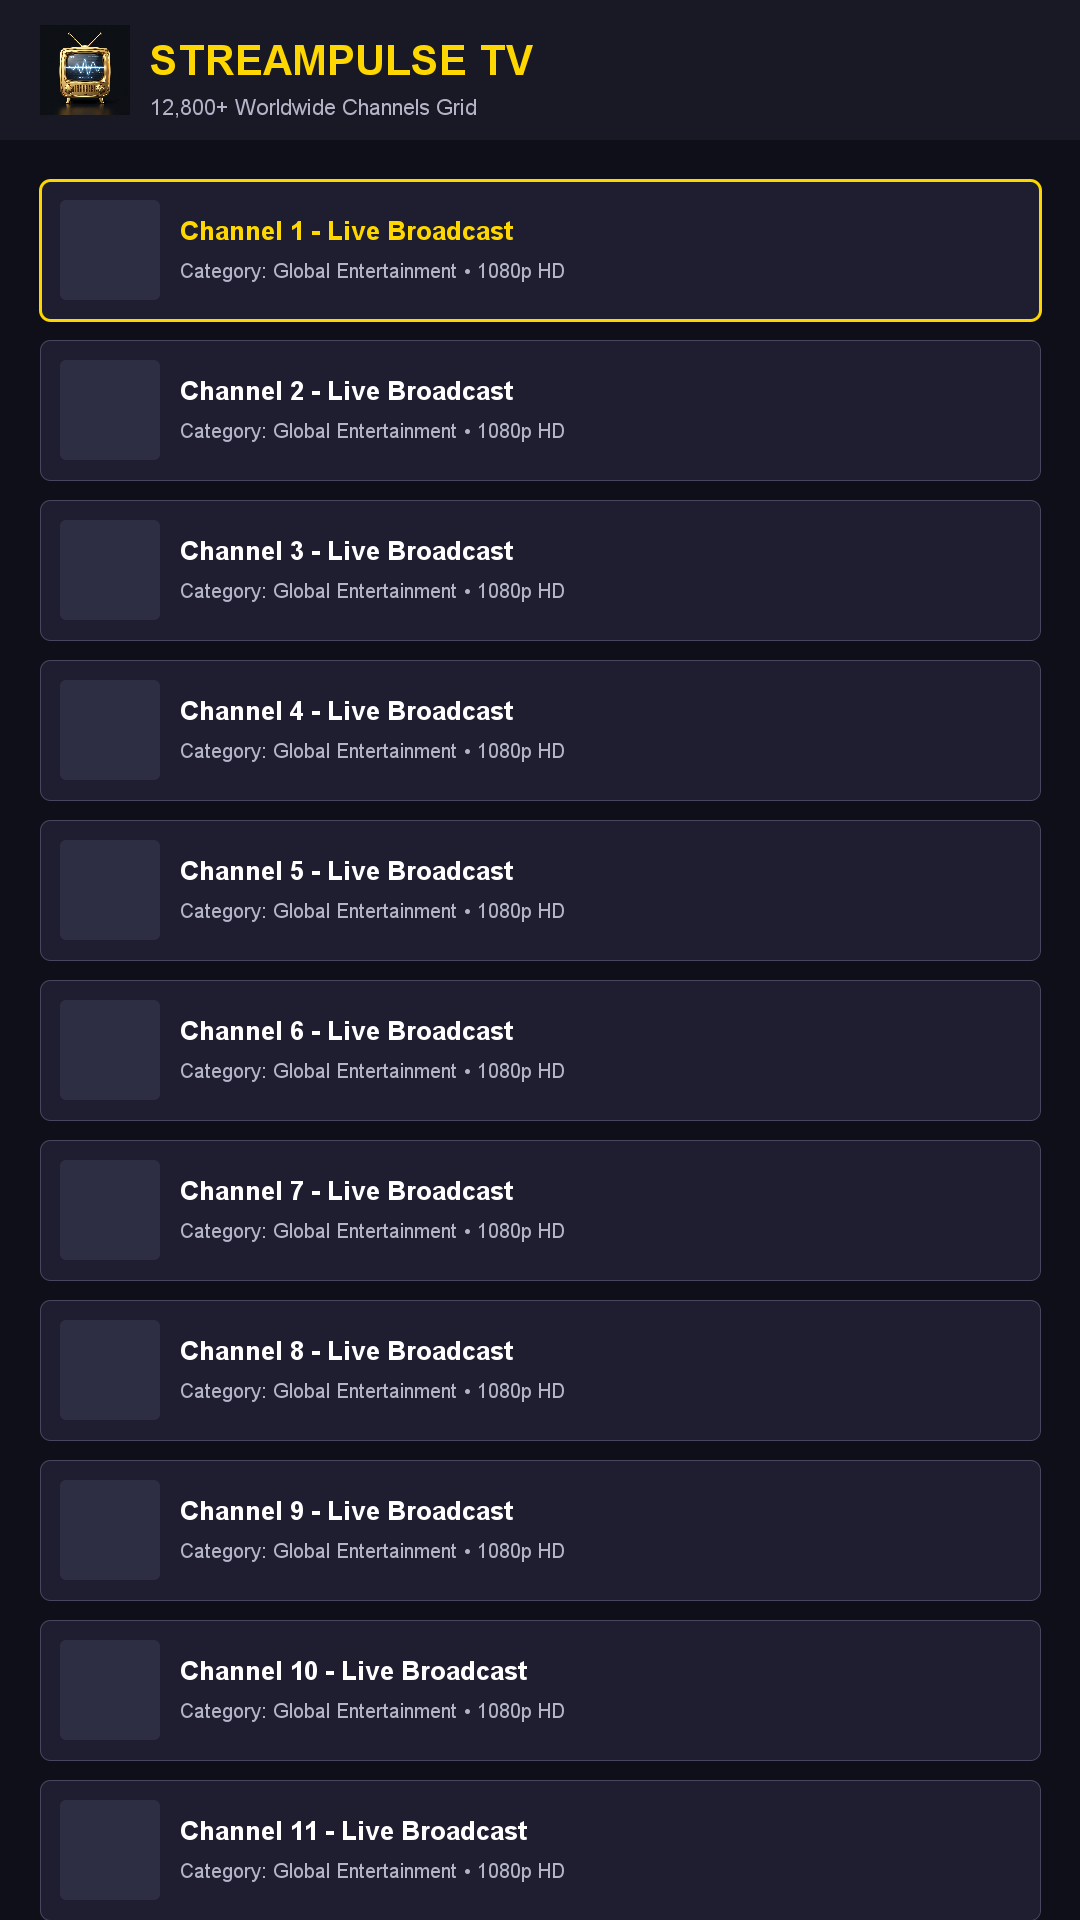 STREAMPULSE TV
12,800+ Worldwide Channels Grid
Channel 1 - Live Broadcast
Category: Global Entertainment • 1080p HD
Channel 2 - Live Broadcast
Category: Global Entertainment • 1080p HD
Channel 3 - Live Broadcast
Category: Global Entertainment • 1080p HD
Channel 4 - Live Broadcast
Category: Global Entertainment • 1080p HD
Channel 5 - Live Broadcast
Category: Global Entertainment • 1080p HD
Channel 6 - Live Broadcast
Category: Global Entertainment • 1080p HD
Channel 7 - Live Broadcast
Category: Global Entertainment • 1080p HD
Channel 8 - Live Broadcast
Category: Global Entertainment • 1080p HD
Channel 9 - Live Broadcast
Category: Global Entertainment • 1080p HD
Channel 10 - Live Broadcast
Category: Global Entertainment • 1080p HD
Channel 11 - Live Broadcast
Category: Global Entertainment • 1080p HD